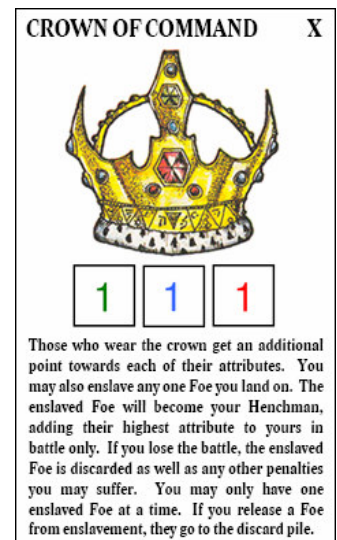 CROWN OF COMMAND X
1 1 1
Those who wear the crown get an additional
point towards each of their attributes. You
may also enslave any one Foe you land on. The
enslaved Foe will become your Henchman,
adding their highest attribute to yours in
battle only. If you lose the battle, the enslaved
Foe is discarded as well as any other penalties
you may suffer. You may only have one
enslaved Foe at a time. If you release a Foe
from enslavement, they go to the discard pile.